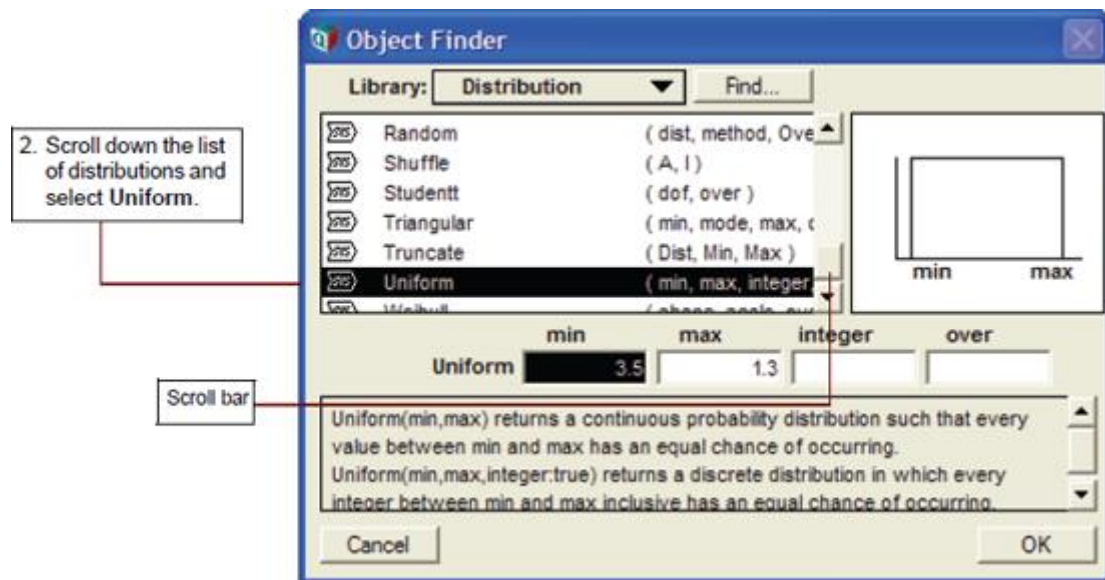 Object Finder
Library: Distribution Find...
2. Scroll down the list
of distributions and
select Uniform.
Random ( dist, method, Ove
Shuffle ( A, I )
Studentt ( dof, over )
Triangular ( min, mode, max, c
Truncate ( Dist, Min, Max )
Uniform ( min, max, integer,
min max
min max integer over
Uniform 3.5 1.3
Scroll bar
Uniform(min,max) returns a continuous probability distribution such that every
value between min and max has an equal chance of occurring.
Uniform(min,max,integer:true) returns a discrete distribution in which every
integer between min and max inclusive has an equal chance of occurring.
Cancel OK